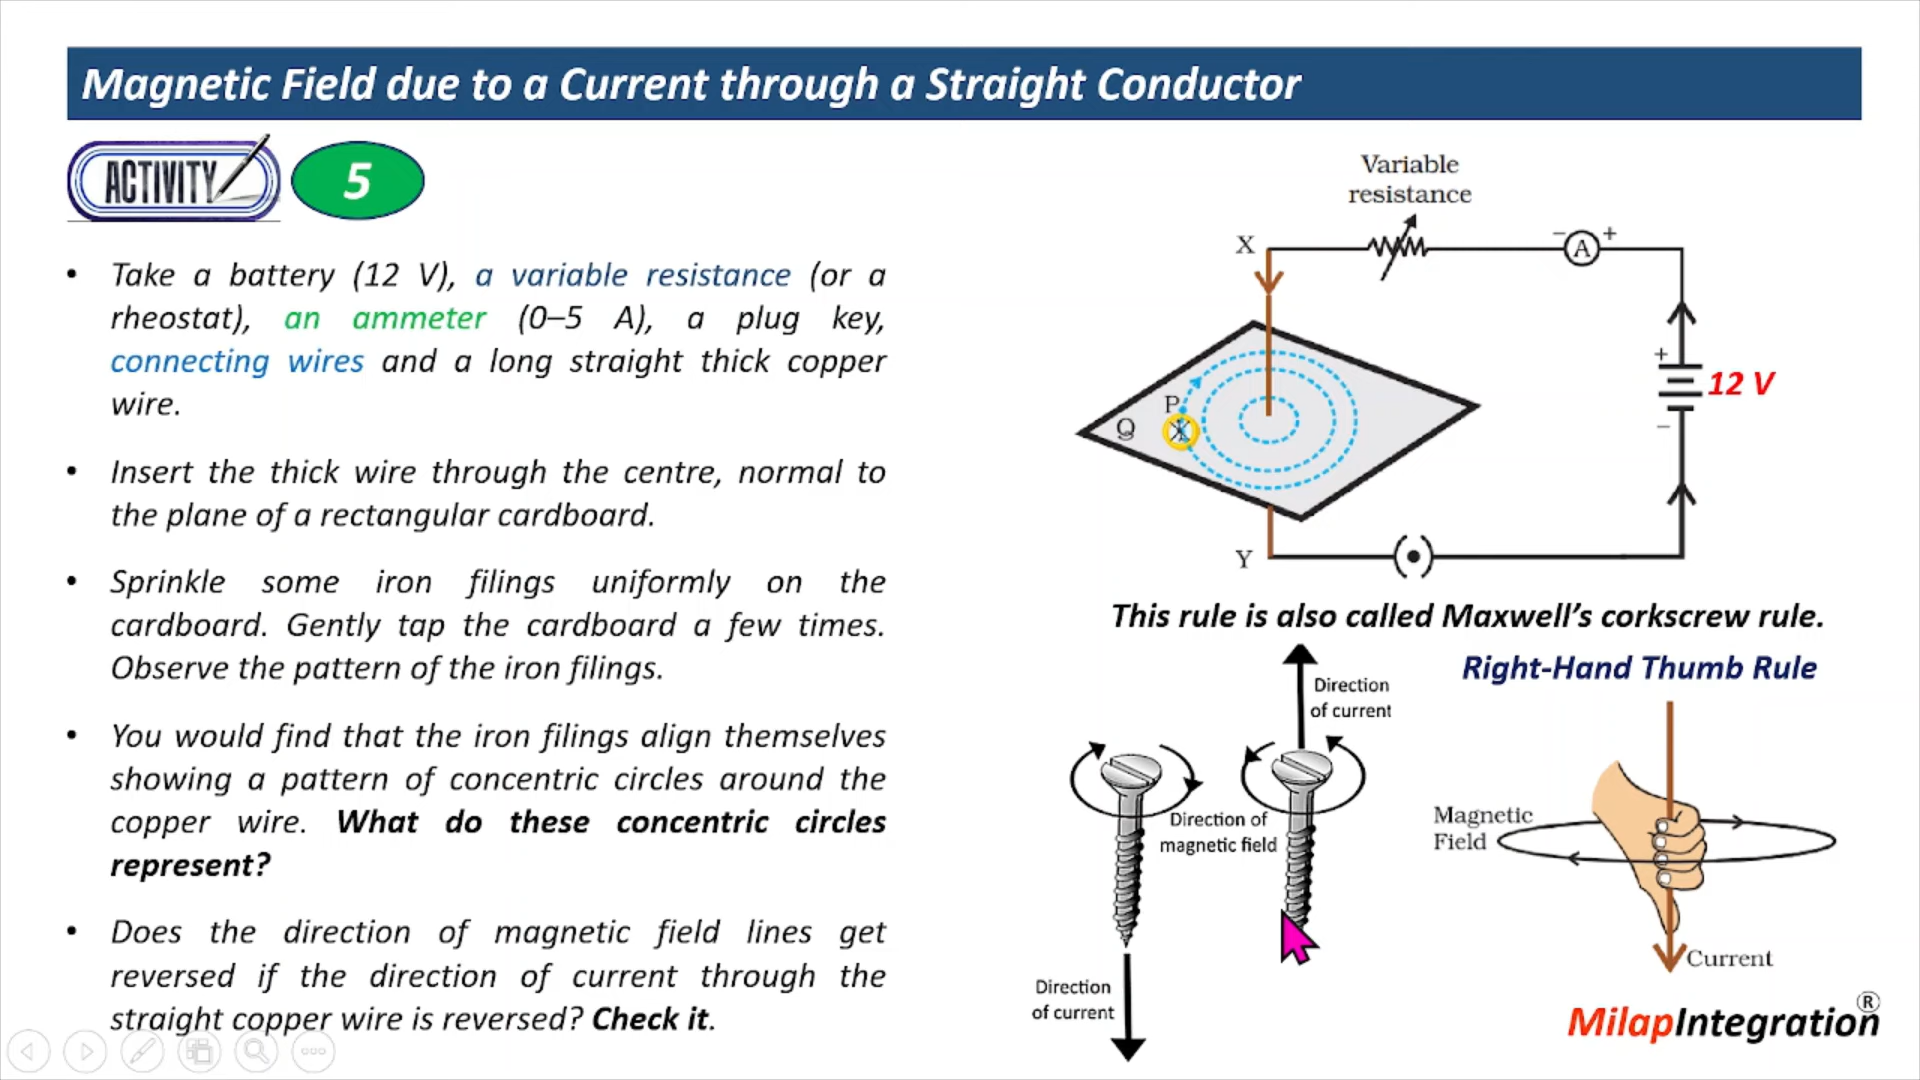 Magnetic Field due to a Current through a Straight Conductor
ACTIVITY 5
• Take a battery (12 V), a variable resistance (or a
rheostat), an ammeter (0–5 A), a plug key,
connecting wires and a long straight thick copper
wire.
• Insert the thick wire through the centre, normal to
the plane of a rectangular cardboard.
• Sprinkle some iron filings uniformly on the
cardboard. Gently tap the cardboard a few times.
Observe the pattern of the iron filings.
• You would find that the iron filings align themselves
showing a pattern of concentric circles around the
copper wire. What do these concentric circles
represent?
• Does the direction of magnetic field lines get
reversed if the direction of current through the
straight copper wire is reversed? Check it.
Variable
resistance
X
− A +
P
Q
+
12 V
−
Y
This rule is also called Maxwell’s corkscrew rule.
Right-Hand Thumb Rule
Direction
of current
Direction of
magnetic field
Direction
of current
Magnetic
Field
Current
MilapIntegration®